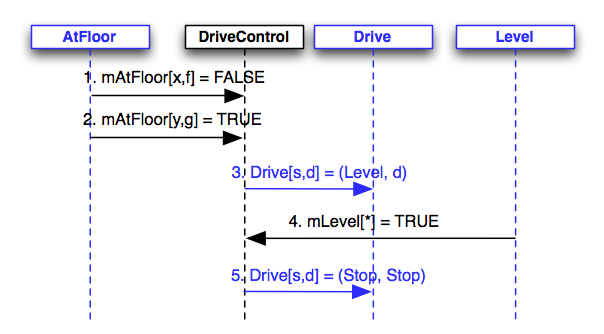 AtFloor DriveControl Drive Level
1. mAtFloor[x,f] = FALSE
2. mAtFloor[y,g] = TRUE
3. Drive[s,d] = (Level, d)
4. mLevel[*] = TRUE
5. Drive[s,d] = (Stop, Stop)